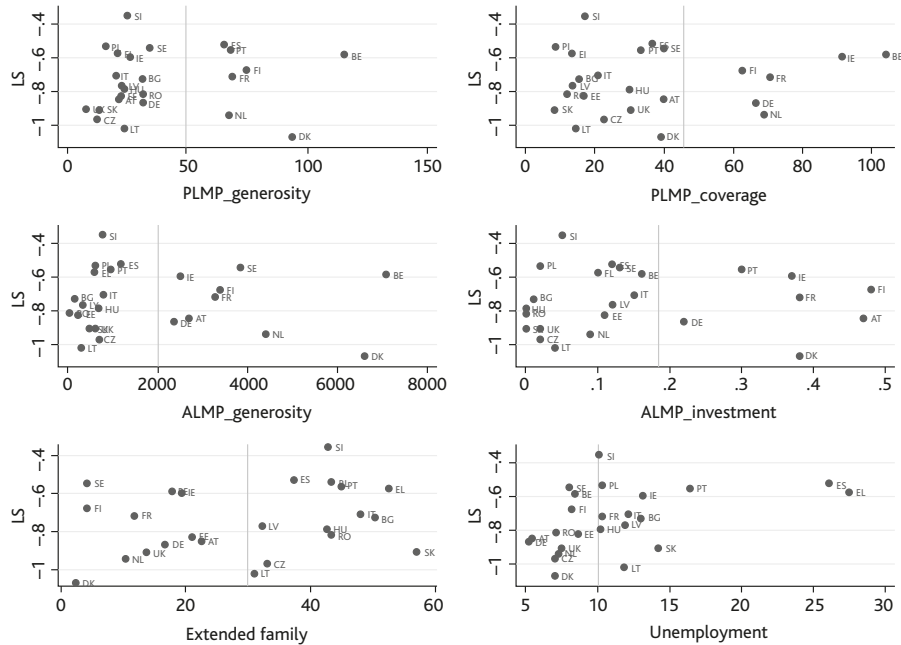 LS
−.4
−.6
−.8
−1
SI
PL
EL
SE
IE
ES
PT
BE
IT
BG
FI
FR
LV
HU
EE
RO
AT
DE
UK
SK
CZ
LT
NL
DK
0
50
100
150
PLMP_generosity
LS
−.4
−.6
−.8
−1
SI
PL
EI
ES
PT
SE
IE
BE
IT
BG
FI
FR
LV
HU
RO
EE
AT
DE
SK
UK
CZ
NL
LT
DK
0
20
40
60
80
100
PLMP_coverage
LS
−.4
−.6
−.8
−1
SI
PL
ES
EL
PT
IE
SE
BE
BG
IT
FI
FR
LV
HU
RO
EE
DE
AT
SK
UK
CZ
LT
NL
DK
0
2000
4000
6000
8000
ALMP_generosity
LS
−.4
−.6
−.8
−1
SI
PL
ES
SE
FL
BE
PT
IE
BG
IT
FR
FI
HU
LV
RO
EE
DE
AT
SK
UK
NL
CZ
LT
DK
0
.1
.2
.3
.4
.5
ALMP_investment
LS
−.4
−.6
−.8
−1
SI
SE
ES
PL
PT
EL
BE
IE
FI
FR
IT
BG
LV
HU
RO
EE
AT
DE
UK
NL
SK
CZ
LT
DK
0
20
40
60
Extended family
LS
−.4
−.6
−.8
−1
SI
SE
PL
BE
IE
PT
ES
EL
FI
FR
IT
BG
HU
LV
RO
EE
AT
DE
UK
NL
SK
CZ
LT
DK
5
10
15
20
25
30
Unemployment